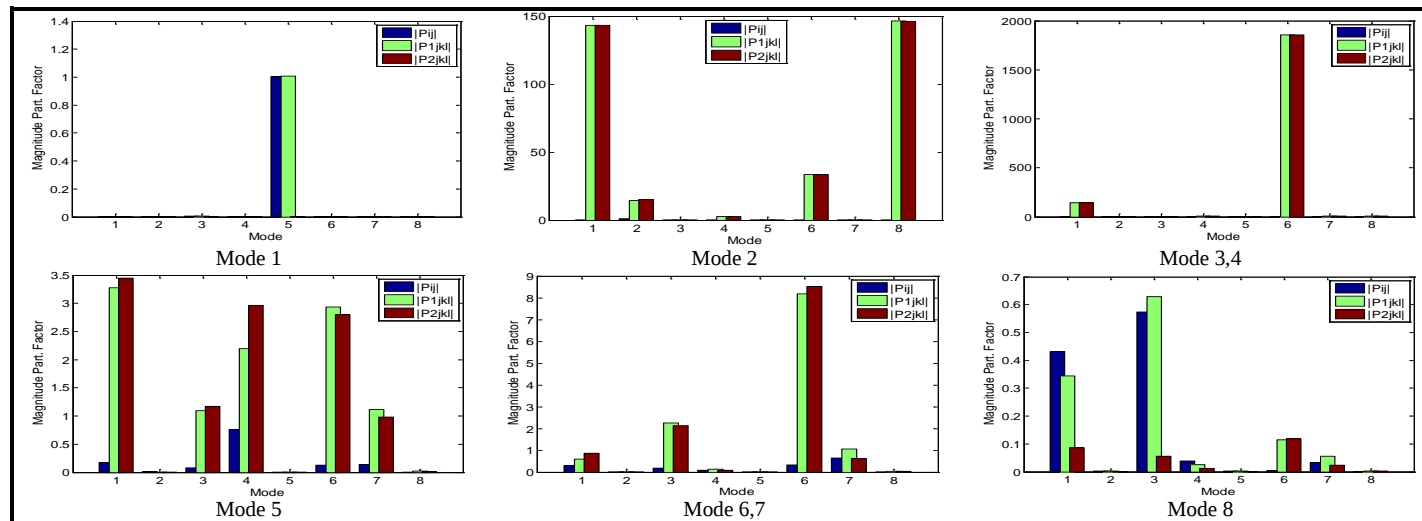 1.4
1.2
1
0.8
0.6
0.4
0.2
0
Magnitude Part. Factor
|Pij|
|P1jkl|
|P2jkl|
1 2 3 4 5 6 7 8
Mode
Mode 1
150
100
50
0
Magnitude Part. Factor
|Pij|
|P1jkl|
|P2jkl|
1 2 3 4 5 6 7 8
Mode
Mode 2
2000
1500
1000
500
0
Magnitude Part. Factor
|Pij|
|P1jkl|
|P2jkl|
1 2 3 4 5 6 7 8
Mode
Mode 3,4
3.5
3
2.5
2
1.5
1
0.5
0
Magnitude Part. Factor
|Pij|
|P1jkl|
|P2jkl|
1 2 3 4 5 6 7 8
Mode
Mode 5
9
8
7
6
5
4
3
2
1
0
Magnitude Part. Factor
|Pij|
|P1jkl|
|P2jkl|
1 2 3 4 5 6 7 8
Mode
Mode 6,7
0.7
0.6
0.5
0.4
0.3
0.2
0.1
0
Magnitude Part. Factor
|Pij|
|P1jkl|
|P2jkl|
1 2 3 4 5 6 7 8
Mode
Mode 8